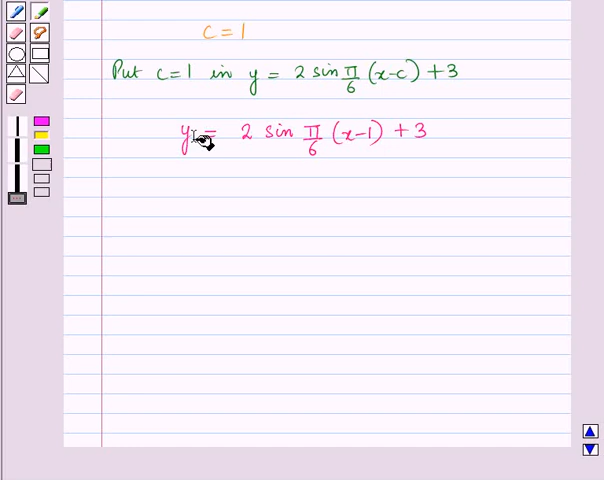 c = 1
Put c=1 in y = 2 sin π/6 (x-c) + 3
y = 2 sin π/6 (x-1) + 3